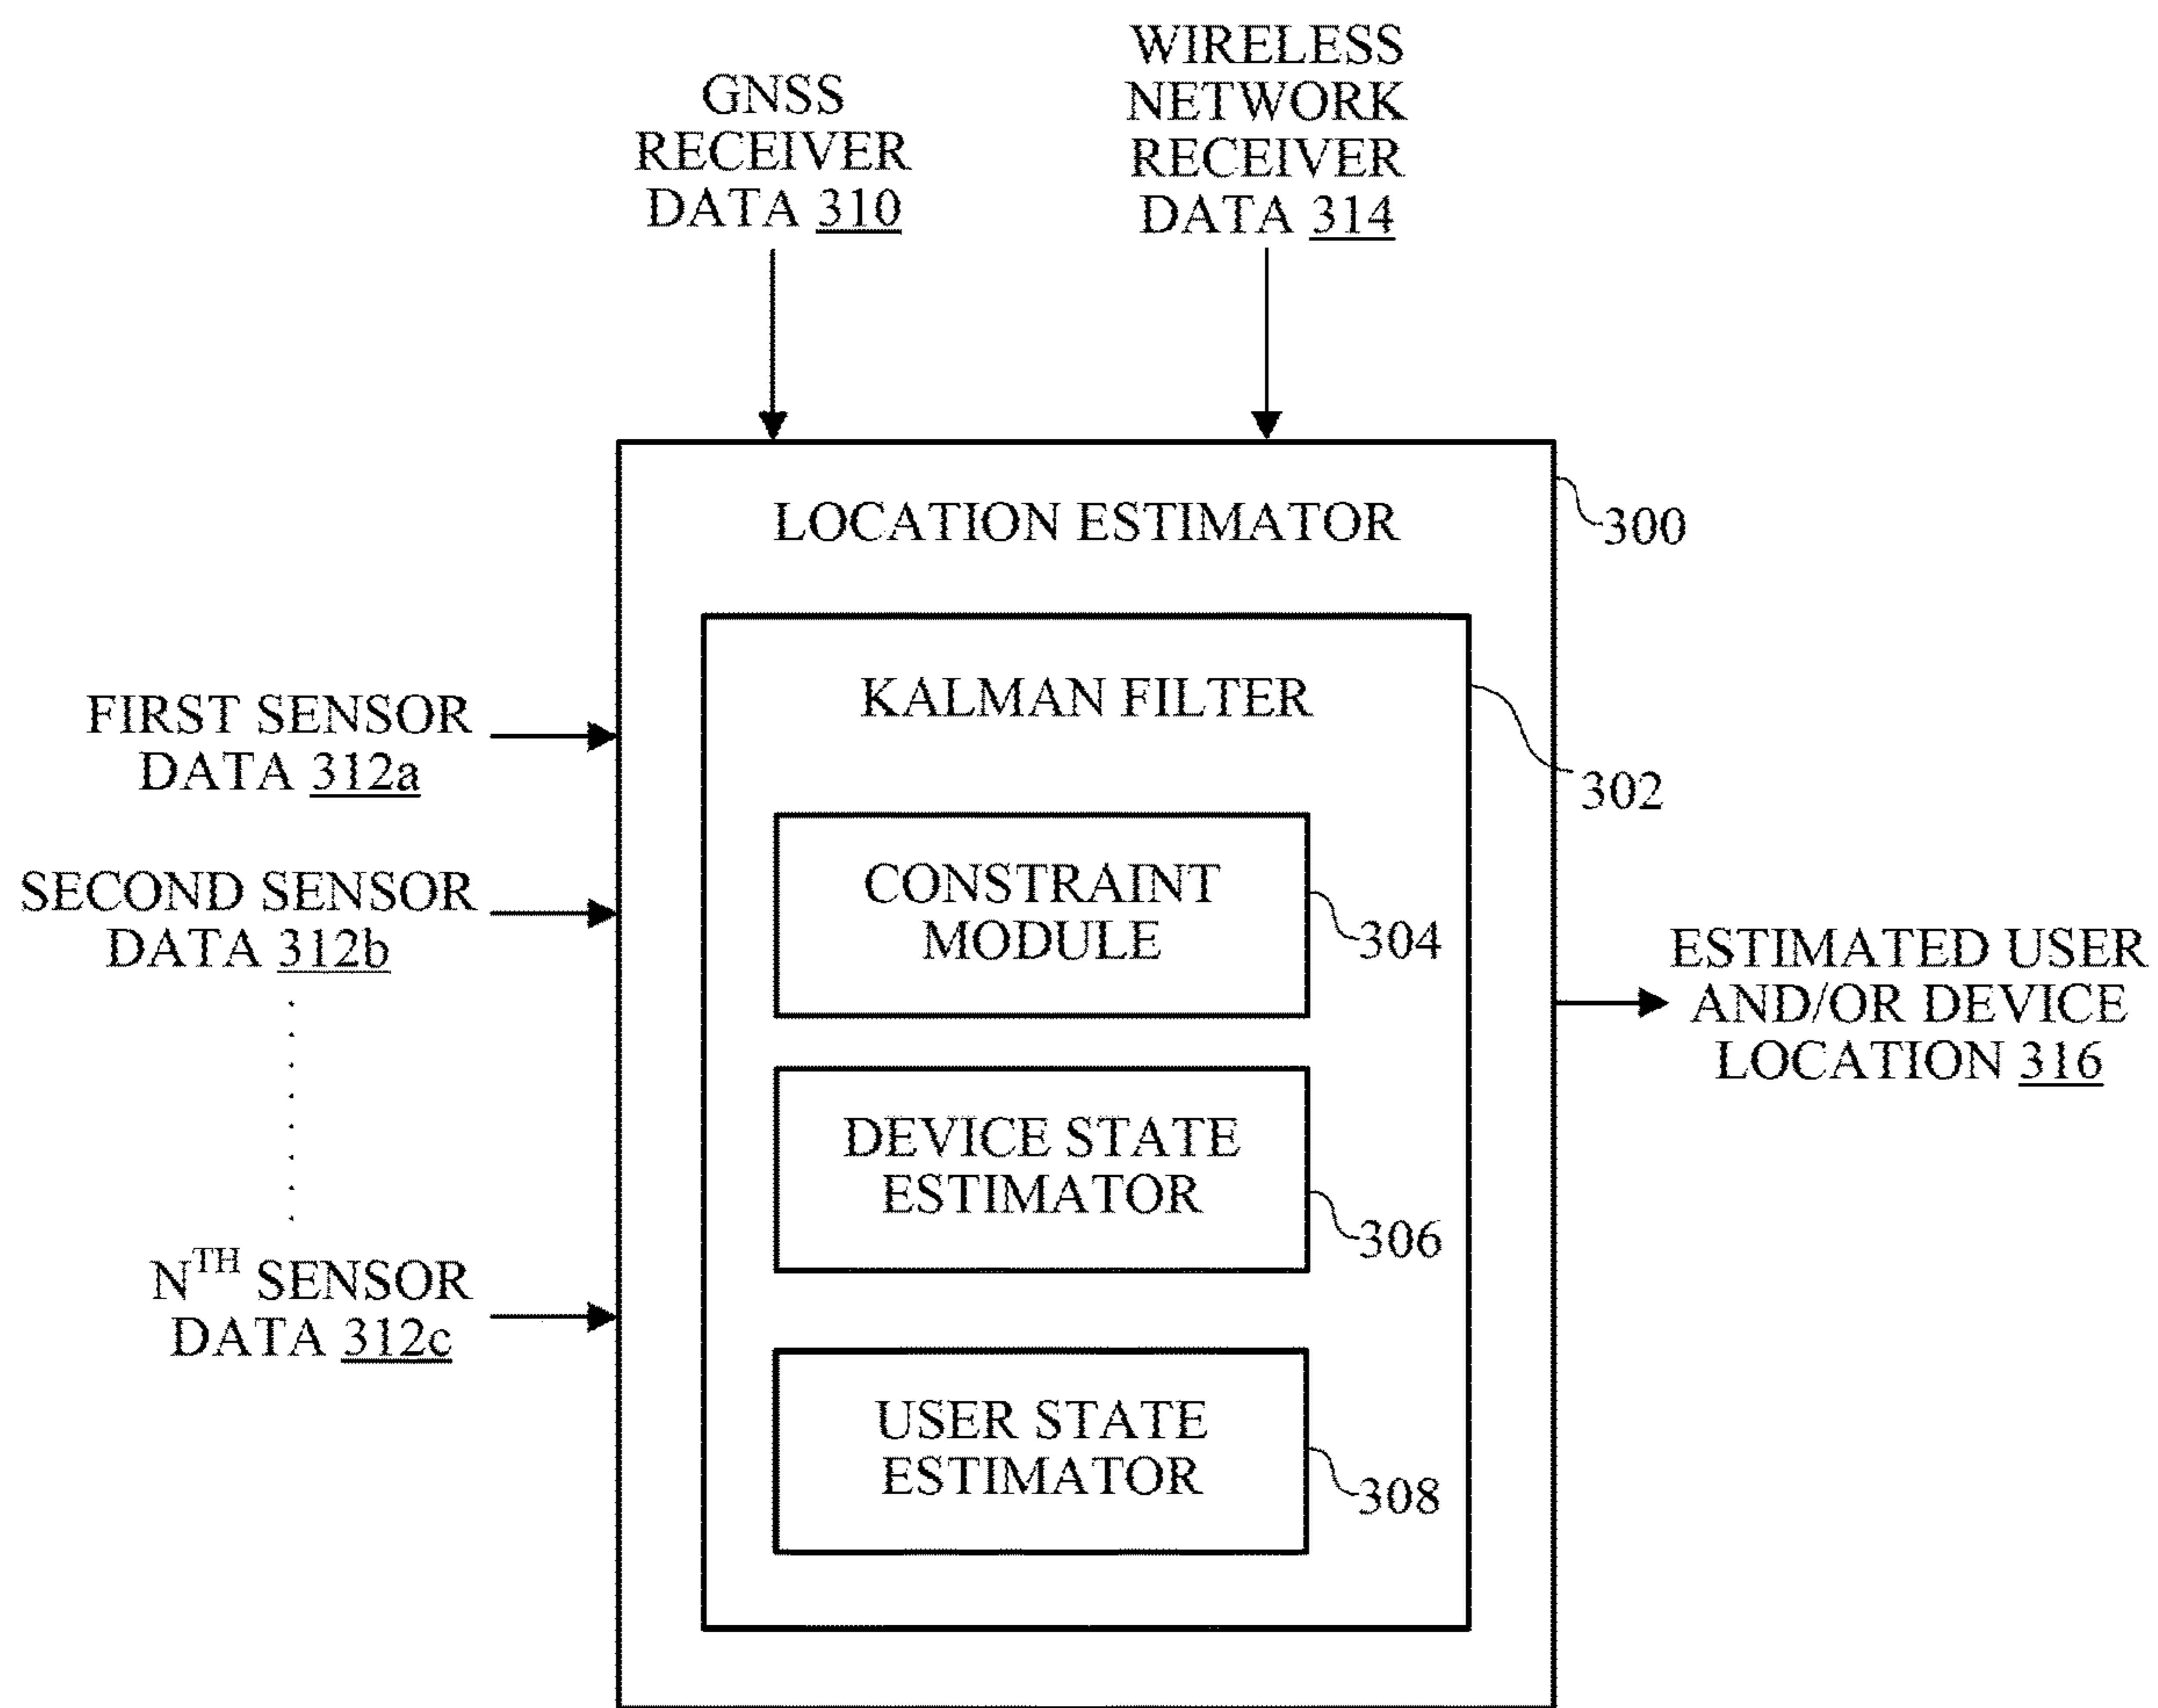 GNSS
RECEIVER
DATA 310
WIRELESS
NETWORK
RECEIVER
DATA 314
LOCATION ESTIMATOR
300
KALMAN FILTER
302
FIRST SENSOR
DATA 312a
SECOND SENSOR
DATA 312b
NTH SENSOR
DATA 312c
CONSTRAINT
MODULE
304
DEVICE STATE
ESTIMATOR
306
USER STATE
ESTIMATOR
308
ESTIMATED USER
AND/OR DEVICE
LOCATION 316